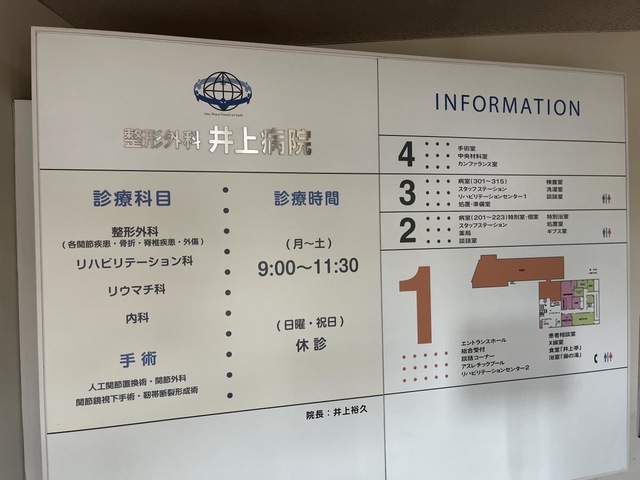 整形外科 井上病院
診療科目
整形外科
(各関節疾患・骨折・脊椎疾患・外傷)
リハビリテーション科
リウマチ科
内科
手術
人工関節置換術・関節外科
関節鏡視下手術・靱帯断裂形成術
診療時間
(月〜土)
9:00〜11:30
(日曜・祝日)
休診
院長：井上裕久
INFORMATION
4
手術室
中央材料室
カンファランス室
3
病室(301〜315)
スタッフステーション
リハビリテーションセンター1
処置・準備室
検査室
洗濯室
談話室
2
病室(201〜223)特別室・個室
スタッフステーション
薬局
談話室
特別浴室
処置室
ギプス室
1
エントランスホール
総合受付
談話コーナー
アスレチックプール
リハビリテーションセンター2
患者相談室
X線室
食堂「井上亭」
浴室「藤の湯」